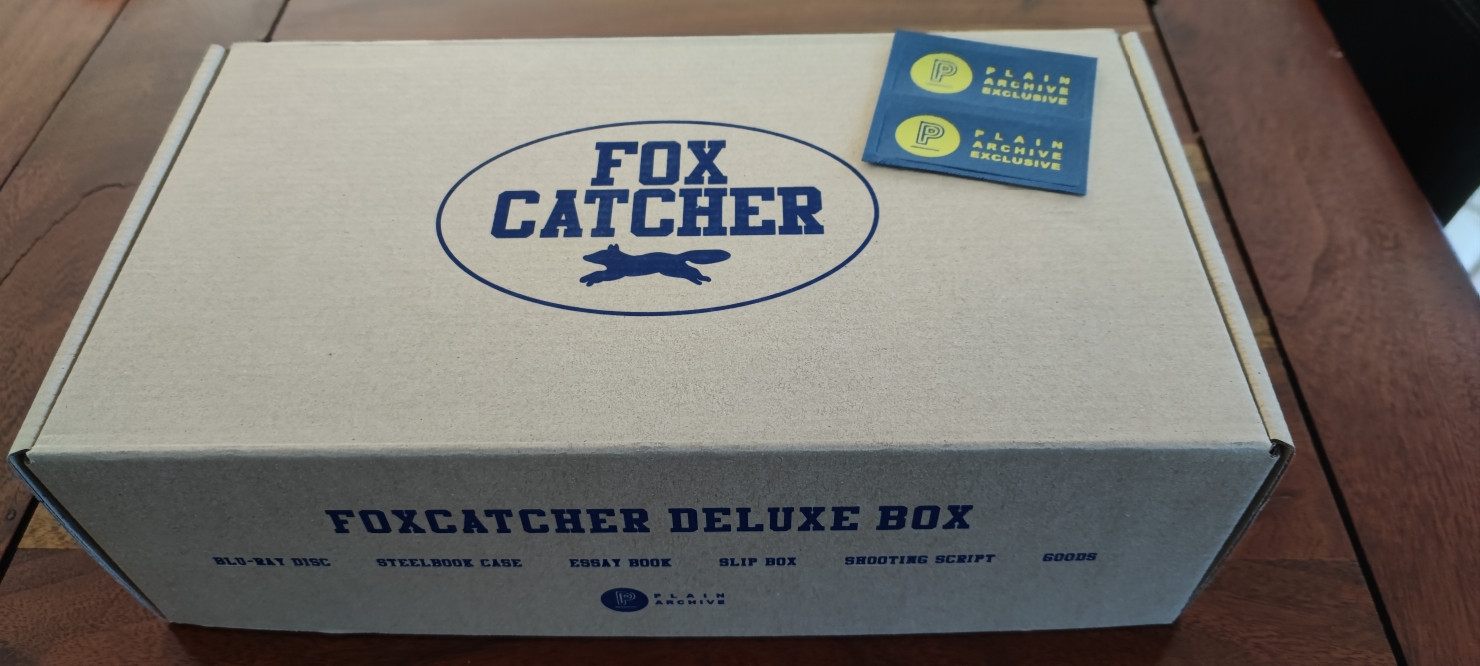 FOX
CATCHER
P
PLAIN
ARCHIVE
EXCLUSIVE
P
PLAIN
ARCHIVE
EXCLUSIVE
FOXCATCHER DELUXE BOX
BLU-RAY DISC STEELBOOK CASE ESSAY BOOK SLIP BOX SHOOTING SCRIPT GOODS
P
PLAIN
ARCHIVE